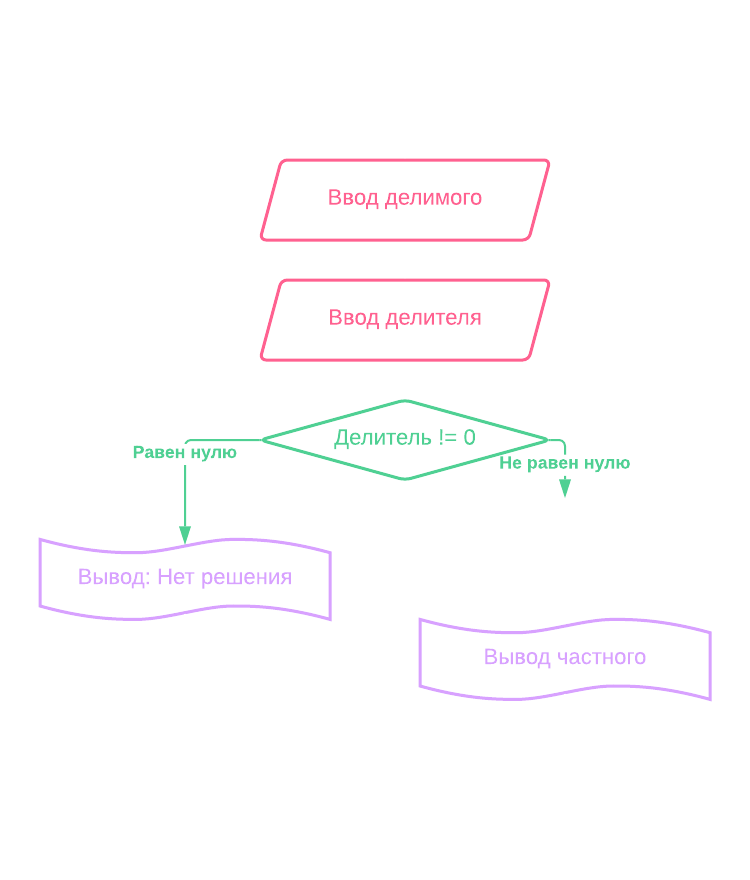 Ввод делимого
Ввод делителя
Делитель != 0
Равен нулю
Не равен нулю
Вывод: Нет решения
Вывод частного